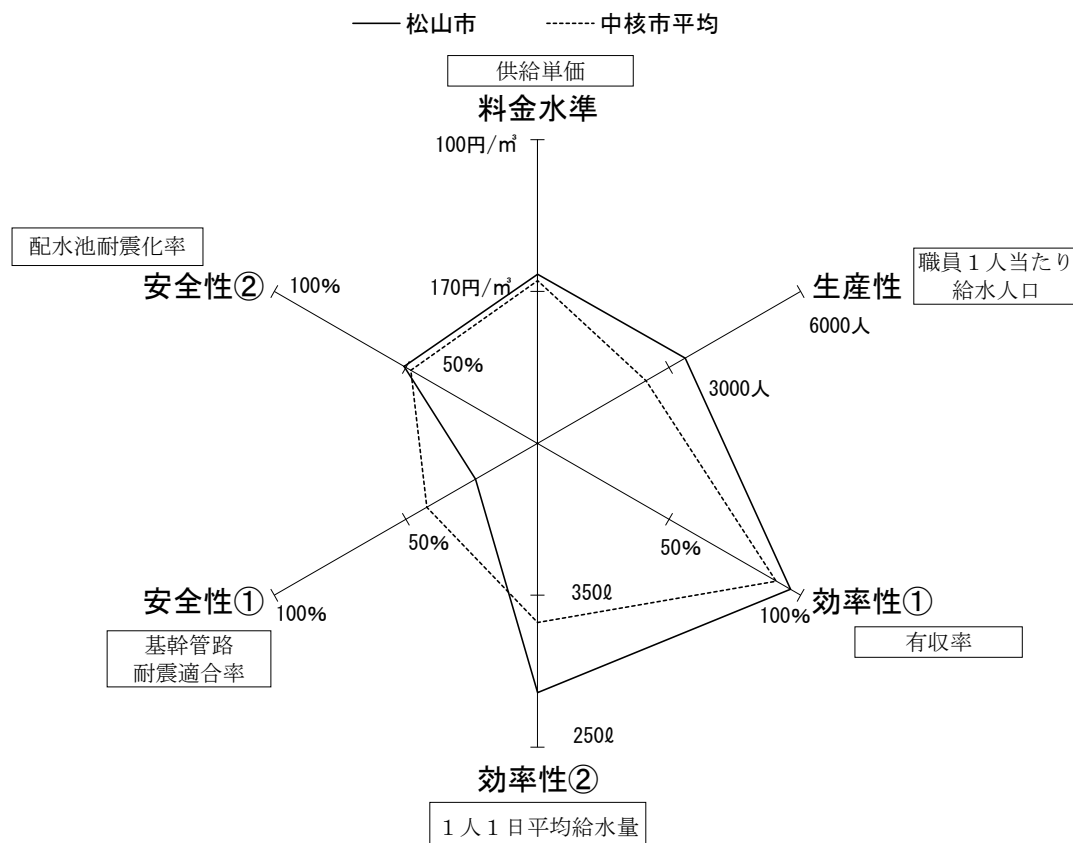 松山市 中核市平均
供給単価
料金水準
100円/㎥
配水池耐震化率
安全性②
100%
170円/㎥
50%
生産性
職員１人当たり
給水人口
6000人
3000人
安全性①
100%
50%
基幹管路
耐震適合率
50%
100%
効率性①
有収率
350ℓ
250ℓ
効率性②
１人１日平均給水量